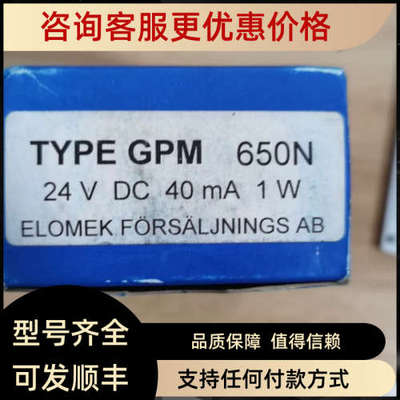 咨询客服更优惠价格
TYPE GPM 650N
24 V DC 40 mA 1 W
ELOMEK FÖRSÄLJNINGS AB
型号齐全
可发顺丰
品质保障 值得信赖
支持任何付款方式